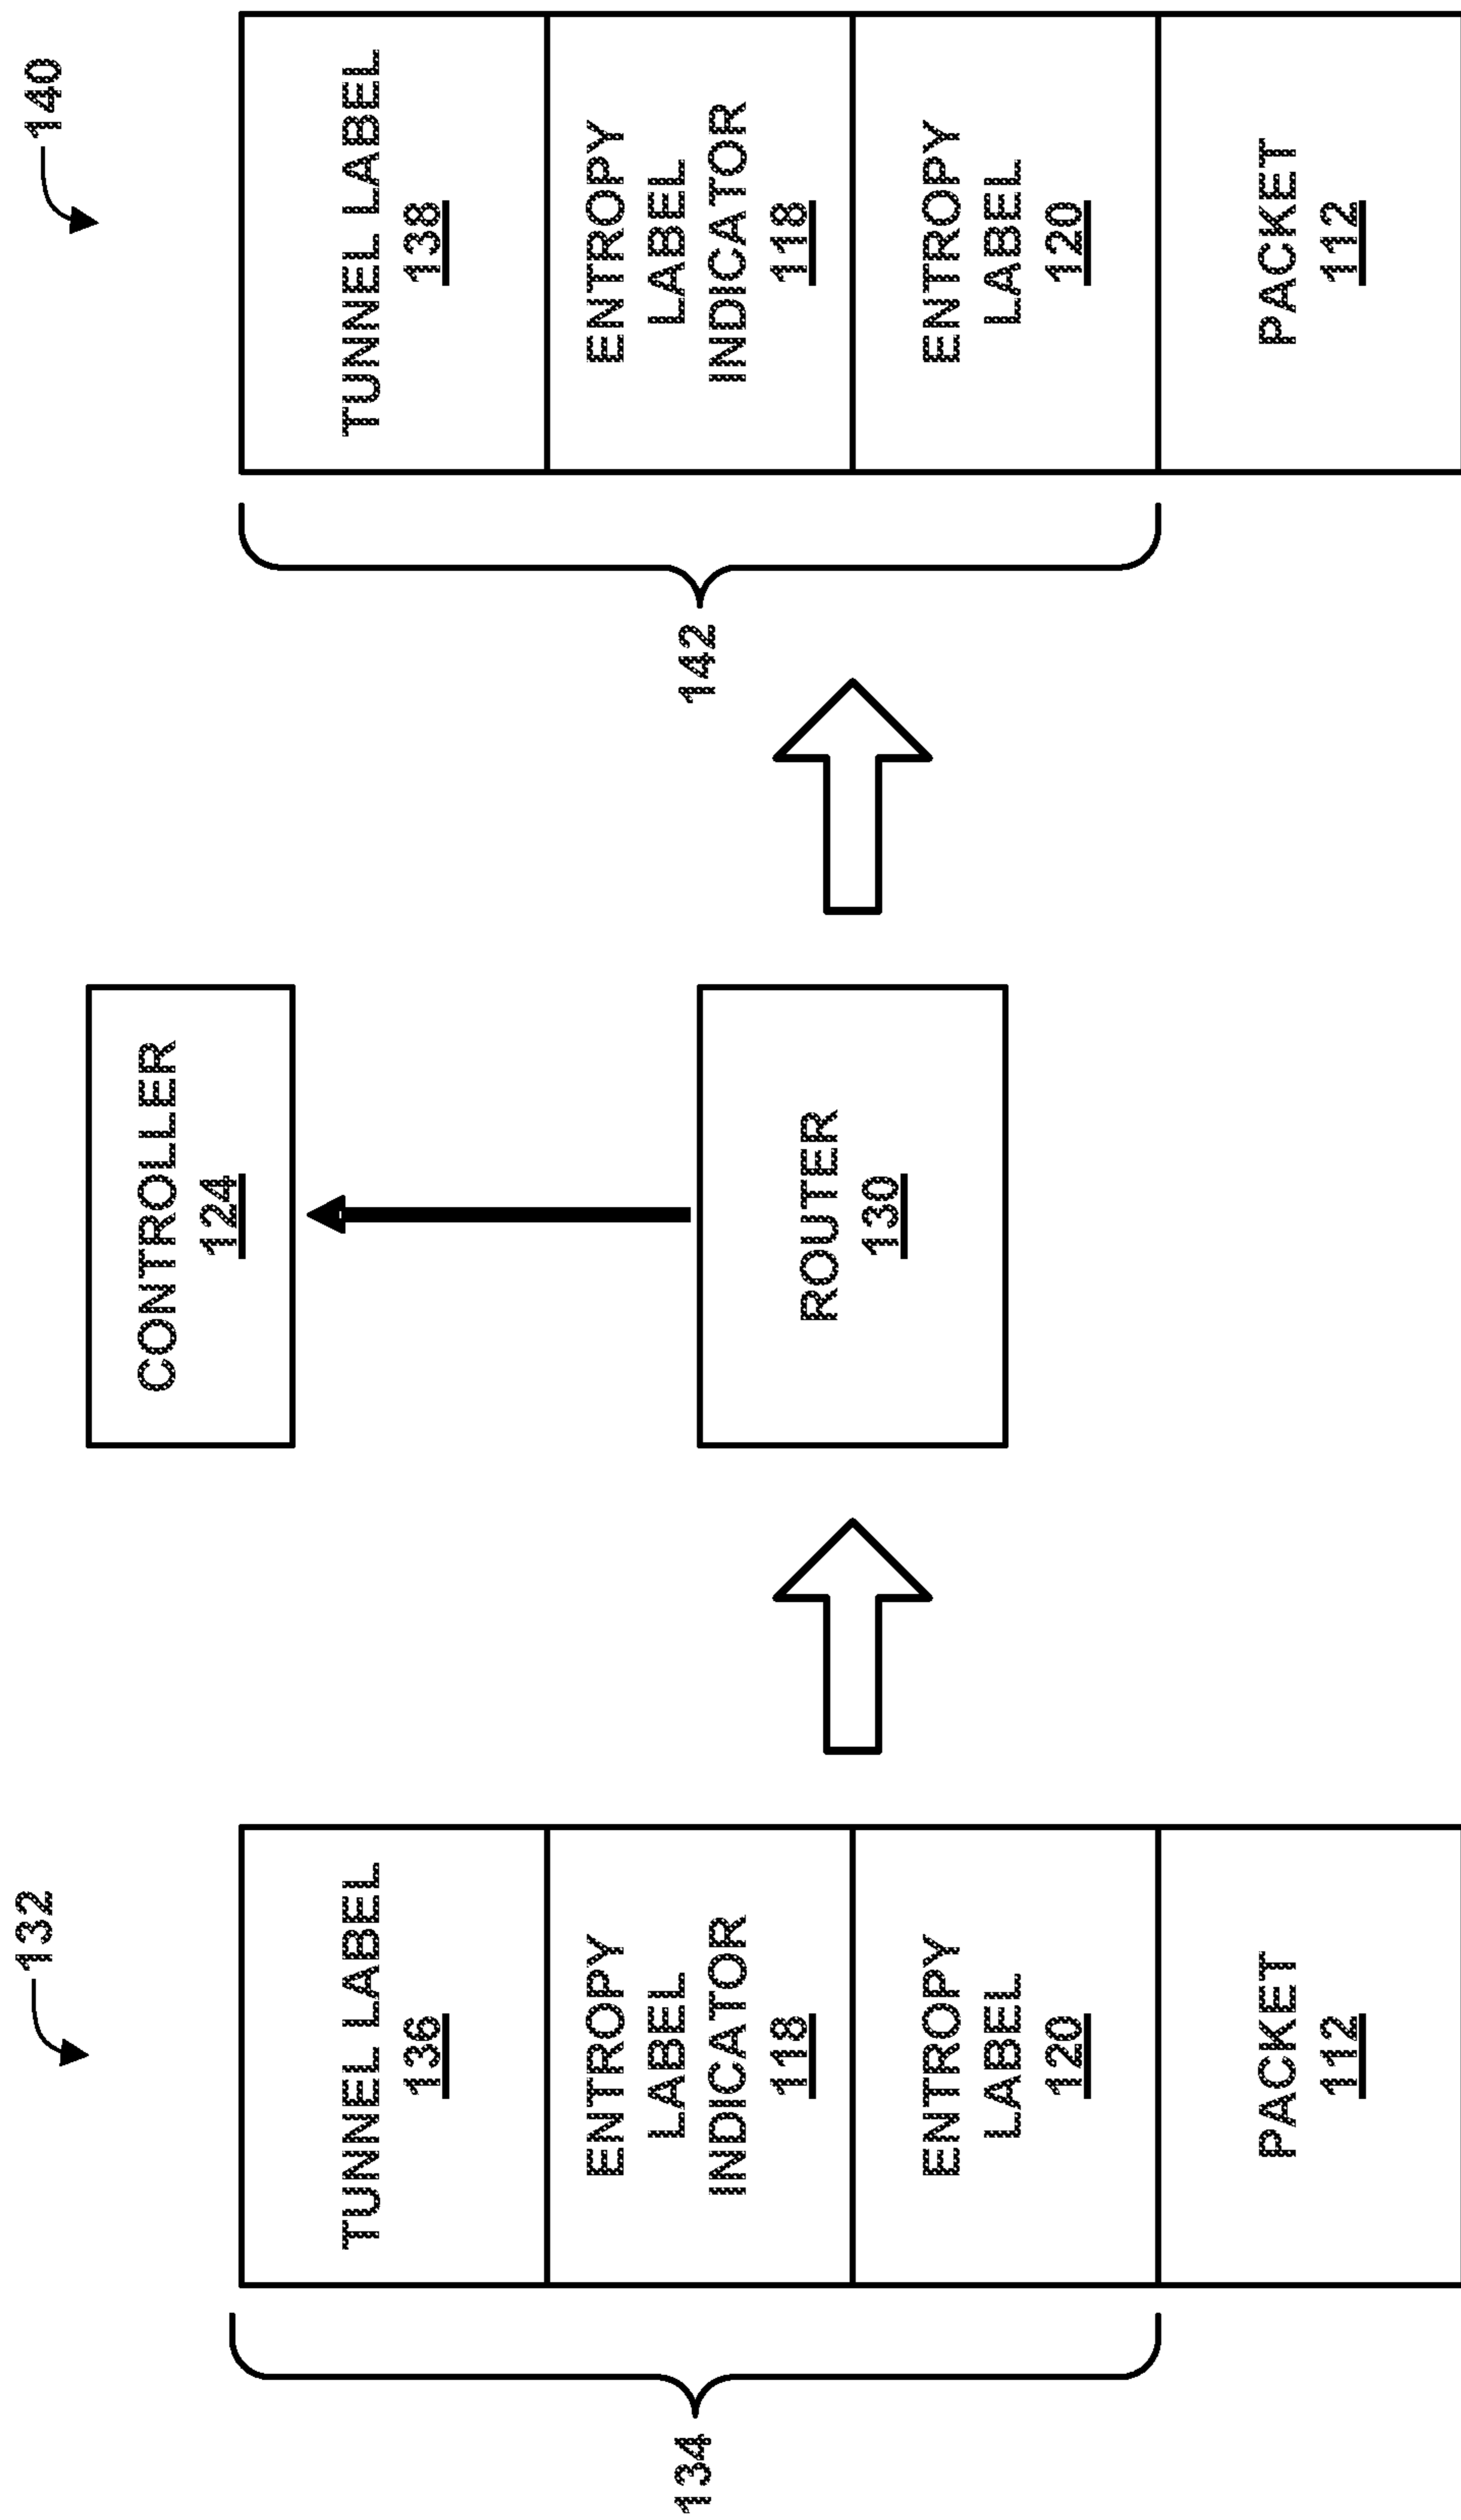 132
134
TUNNEL LABEL
136
ENTROPY
LABEL
INDICATOR
118
ENTROPY
LABEL
120
PACKET
112
CONTROLLER
124
ROUTER
130
140
142
TUNNEL LABEL
138
ENTROPY
LABEL
INDICATOR
118
ENTROPY
LABEL
120
PACKET
112